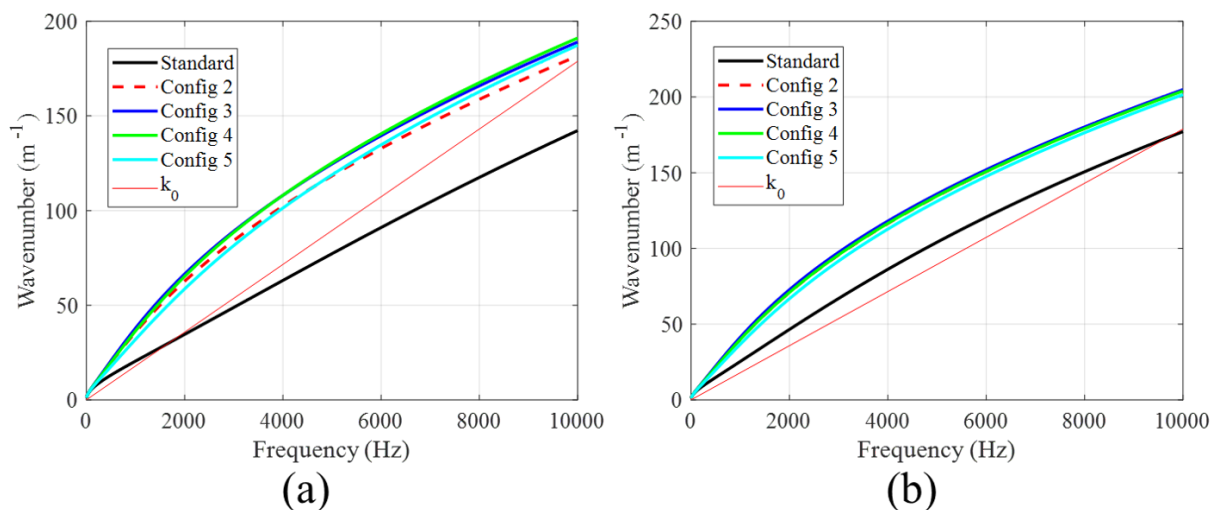 200
150
100
50
0
Wavenumber (m -1)
Standard
Config 2
Config 3
Config 4
Config 5
k0
0 2000 4000 6000 8000 10000
Frequency (Hz)
(a)
250
200
150
100
50
0
Wavenumber (m -1)
Standard
Config 2
Config 3
Config 4
Config 5
k0
0 2000 4000 6000 8000 10000
Frequency (Hz)
(b)